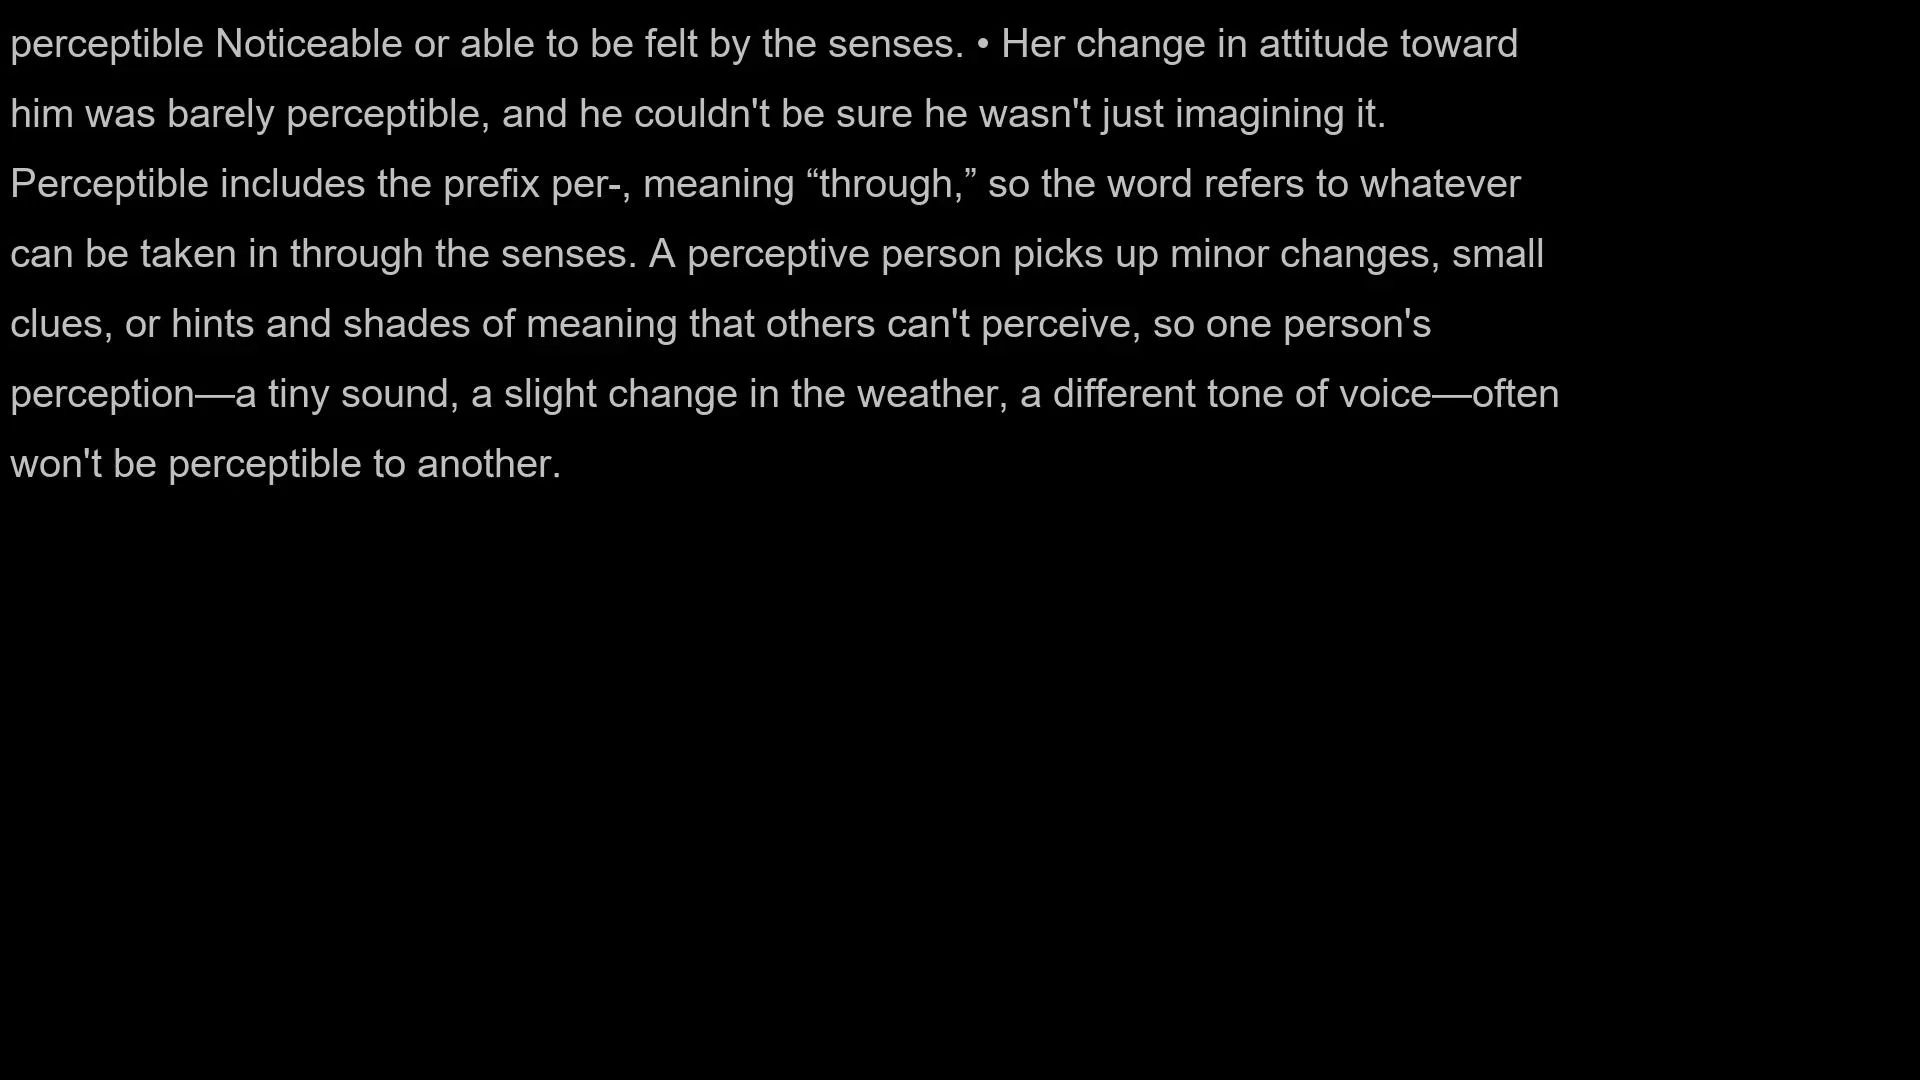 perceptible Noticeable or able to be felt by the senses. • Her change in attitude toward
him was barely perceptible, and he couldn't be sure he wasn't just imagining it.
Perceptible includes the prefix per-, meaning “through,” so the word refers to whatever
can be taken in through the senses. A perceptive person picks up minor changes, small
clues, or hints and shades of meaning that others can't perceive, so one person's
perception—a tiny sound, a slight change in the weather, a different tone of voice—often
won't be perceptible to another.